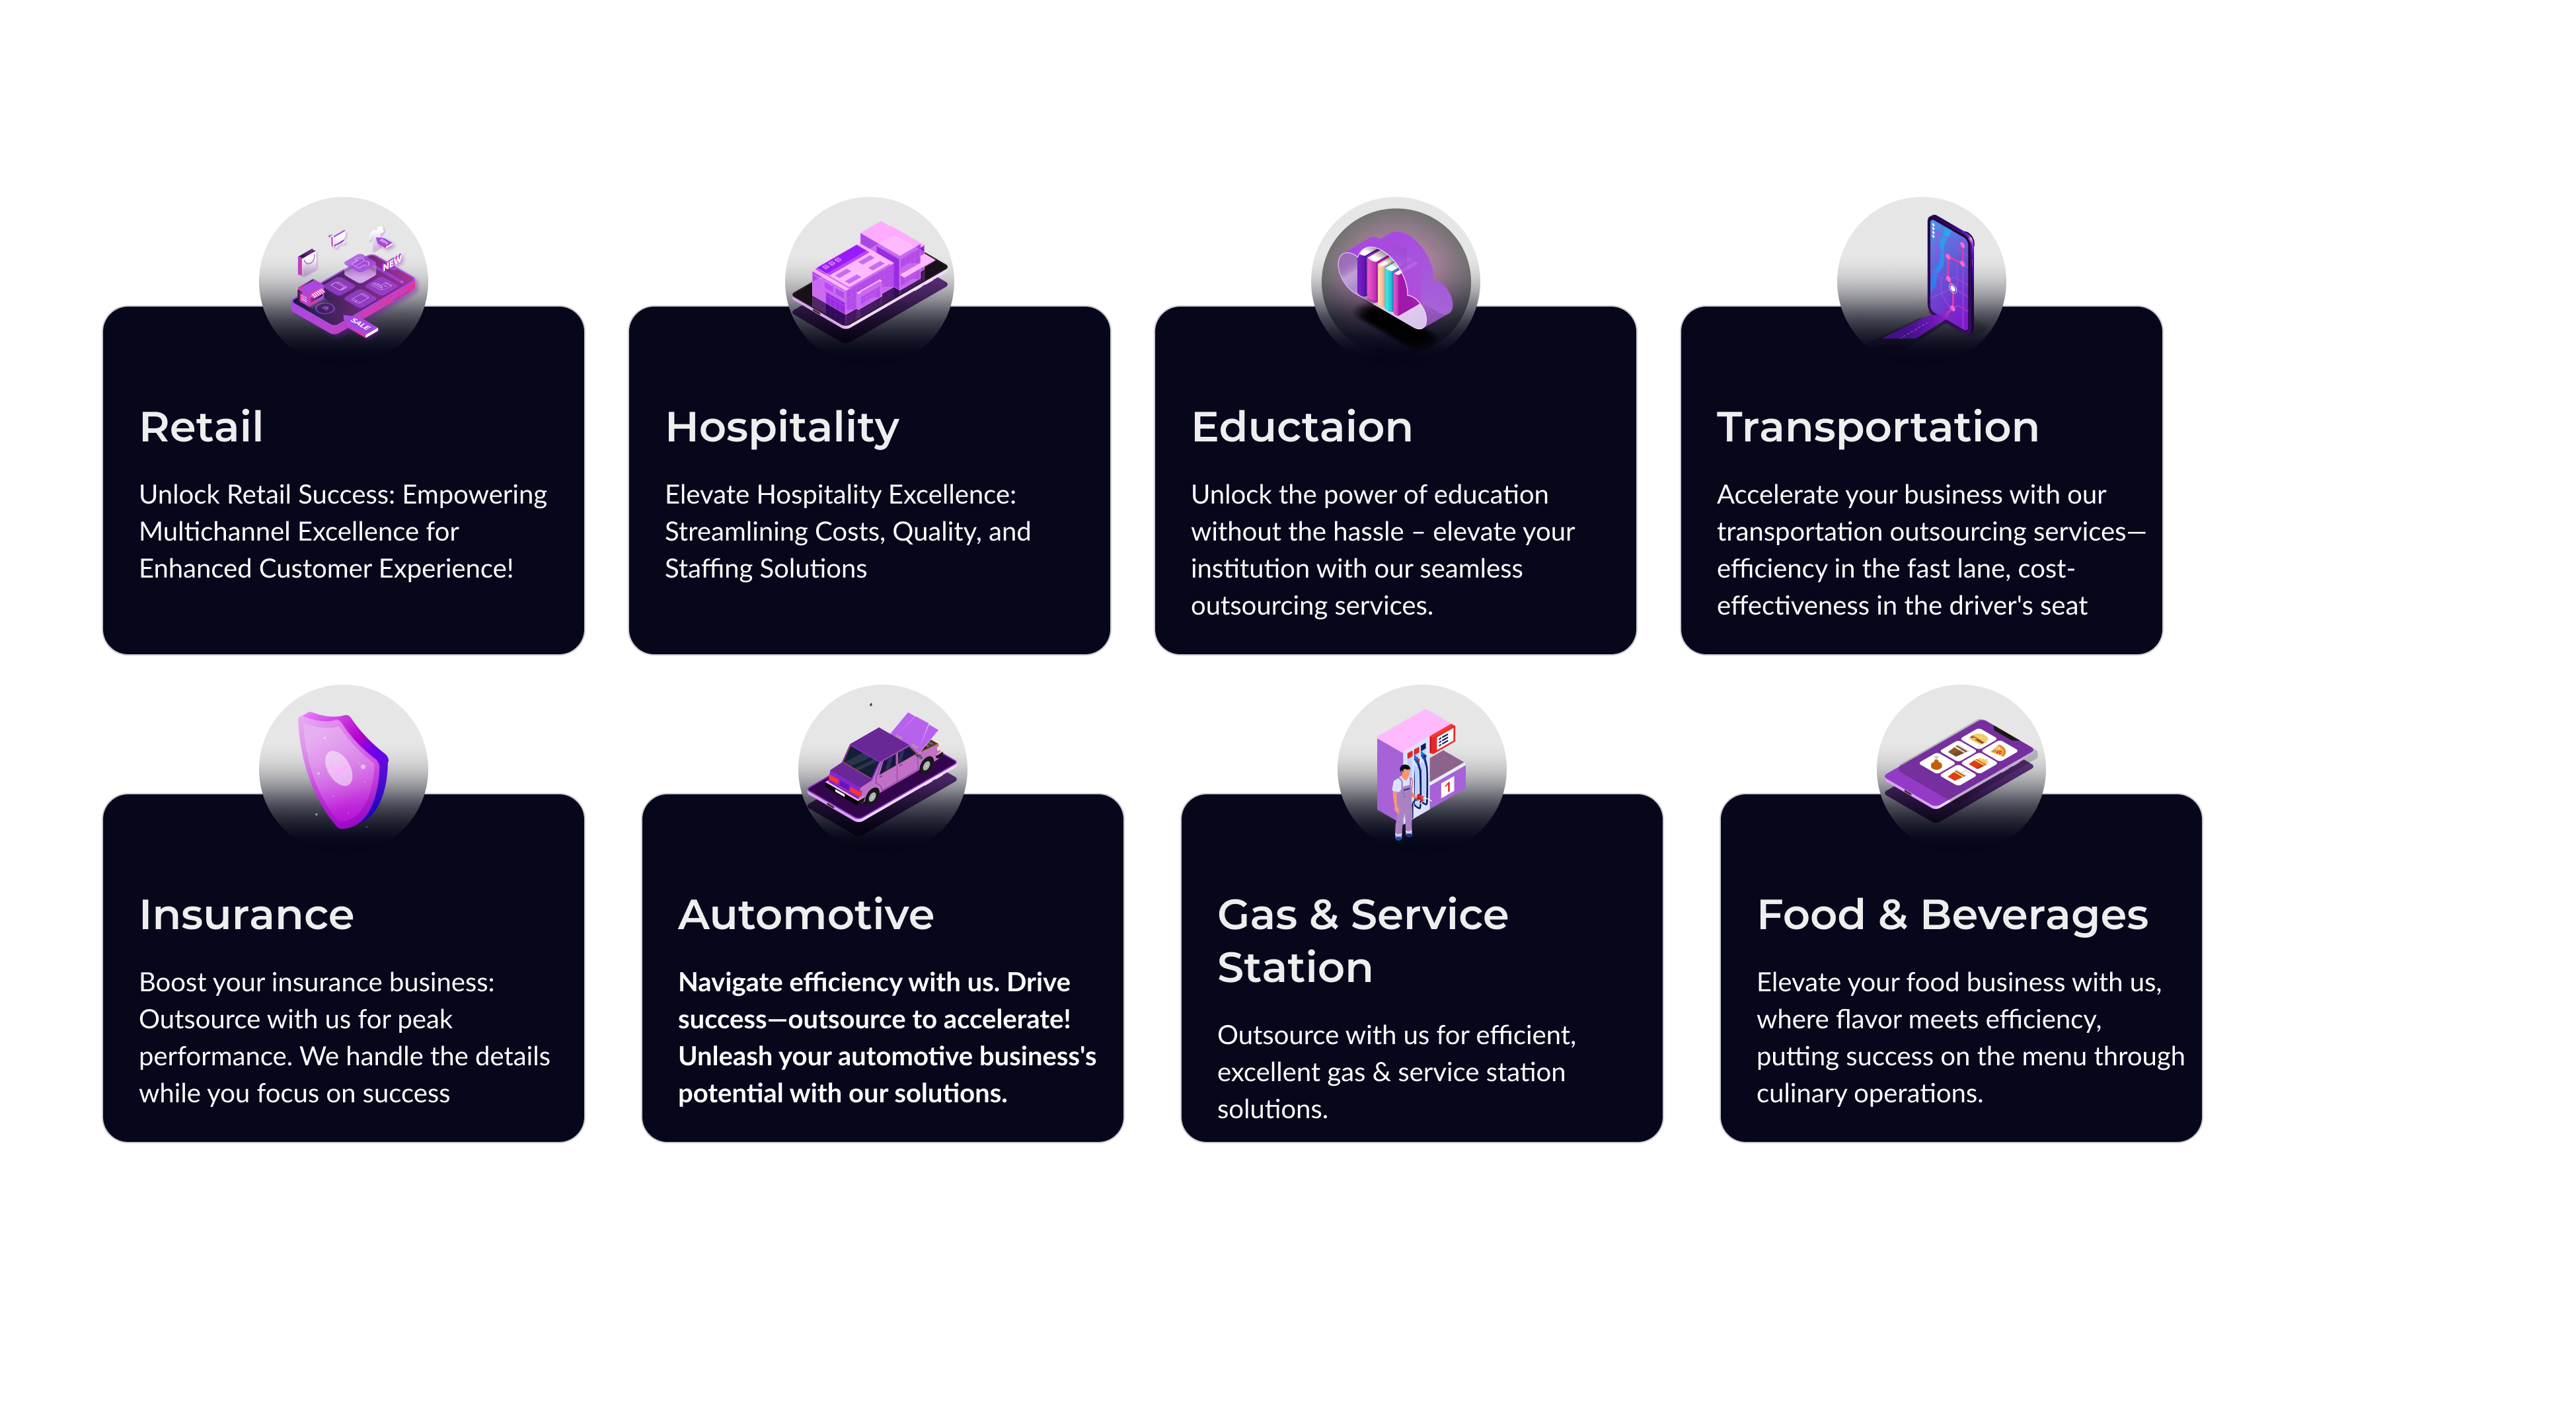 NEW
SALE
Retail
Unlock Retail Success: Empowering
Multichannel Excellence for
Enhanced Customer Experience!
Hospitality
Elevate Hospitality Excellence:
Streamlining Costs, Quality, and
Staffing Solutions
Eductaion
Unlock the power of education
without the hassle – elevate your
institution with our seamless
outsourcing services.
Transportation
Accelerate your business with our
transportation outsourcing services—
efficiency in the fast lane, cost-
effectiveness in the driver's seat
Insurance
Boost your insurance business:
Outsource with us for peak
performance. We handle the details
while you focus on success
Automotive
Navigate efficiency with us. Drive
success—outsource to accelerate!
Unleash your automotive business's
potential with our solutions.
1
Gas & Service
Station
Outsource with us for efficient,
excellent gas & service station
solutions.
Food & Beverages
Elevate your food business with us,
where flavor meets efficiency,
putting success on the menu through
culinary operations.